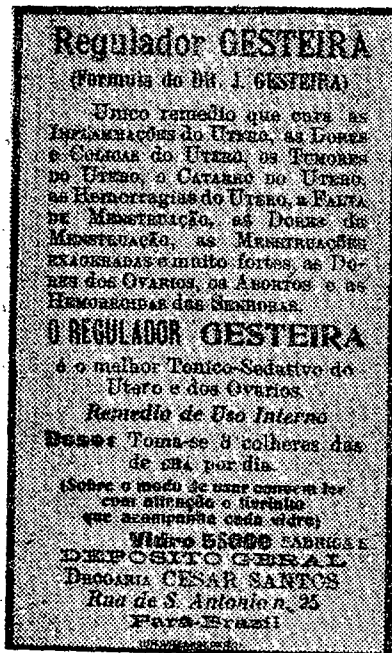 Regulador GESTEIRA
(Formula do DR. J. GESTEIRA)
Unico remedio que cura as
INFLAMMAÇÕES do UTERO, as DORES
e COLICAS do UTERO, os TUMORES
DO UTERO, o CATARRO DO UTERO,
as Hemorragias do UTERO, a FALTA
DE MENSTRUAÇÃO, as DORES da
MENSTRUAÇÃO, as MENSTRUAÇÕES
EXAGERADAS e muito fortes, as DO-
RES dos OVARIOS, os ABORTOS e as
HEMORROIDAS das SENHORAS.
O REGULADOR GESTEIRA
é o melhor Tonico-Sedativo do
Utero e dos Ovarios.
Remedio de Uso Interno
Dose: Toma-se 3 colheres das
de CHÁ por dia.
(Sobre o modo de usar convem ler
com attenção o livrinho
que acompanha cada vidro)
Vidro 5$000 FABRICA E
DEPOSITO GERAL
DROGARIA CESAR SANTOS
Rua de S. Antonio n. 25
Pará-Brazil